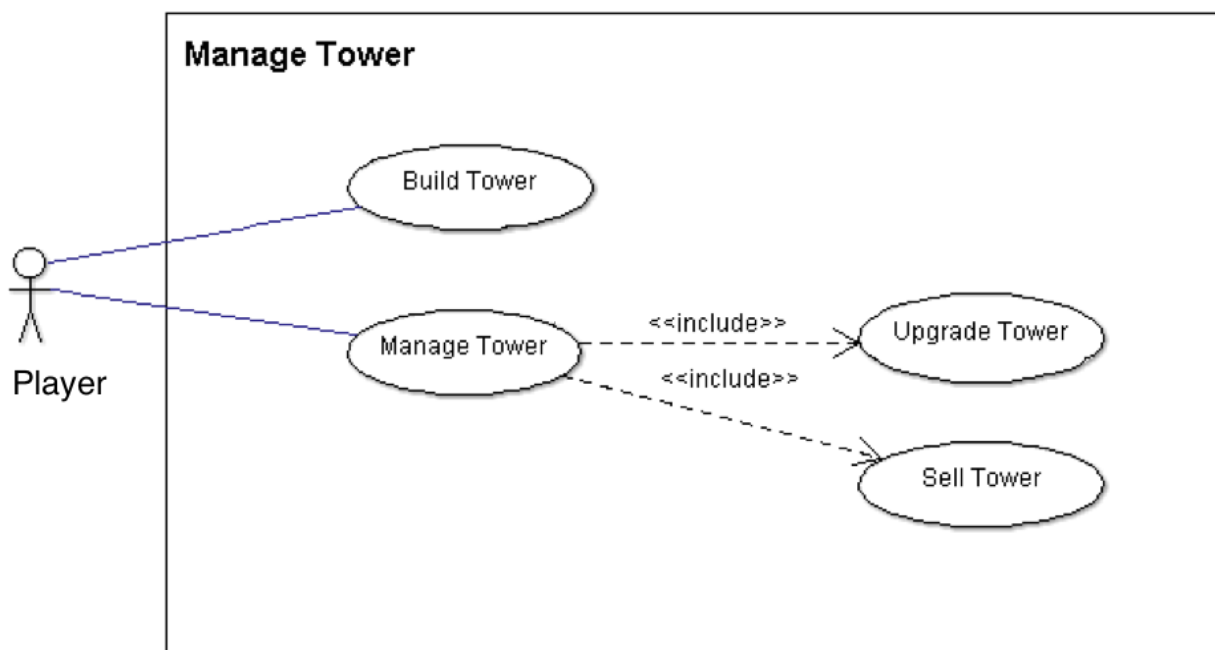 Manage Tower
Build Tower
Player
Manage Tower
<<include>>
Upgrade Tower
<<include>>
Sell Tower